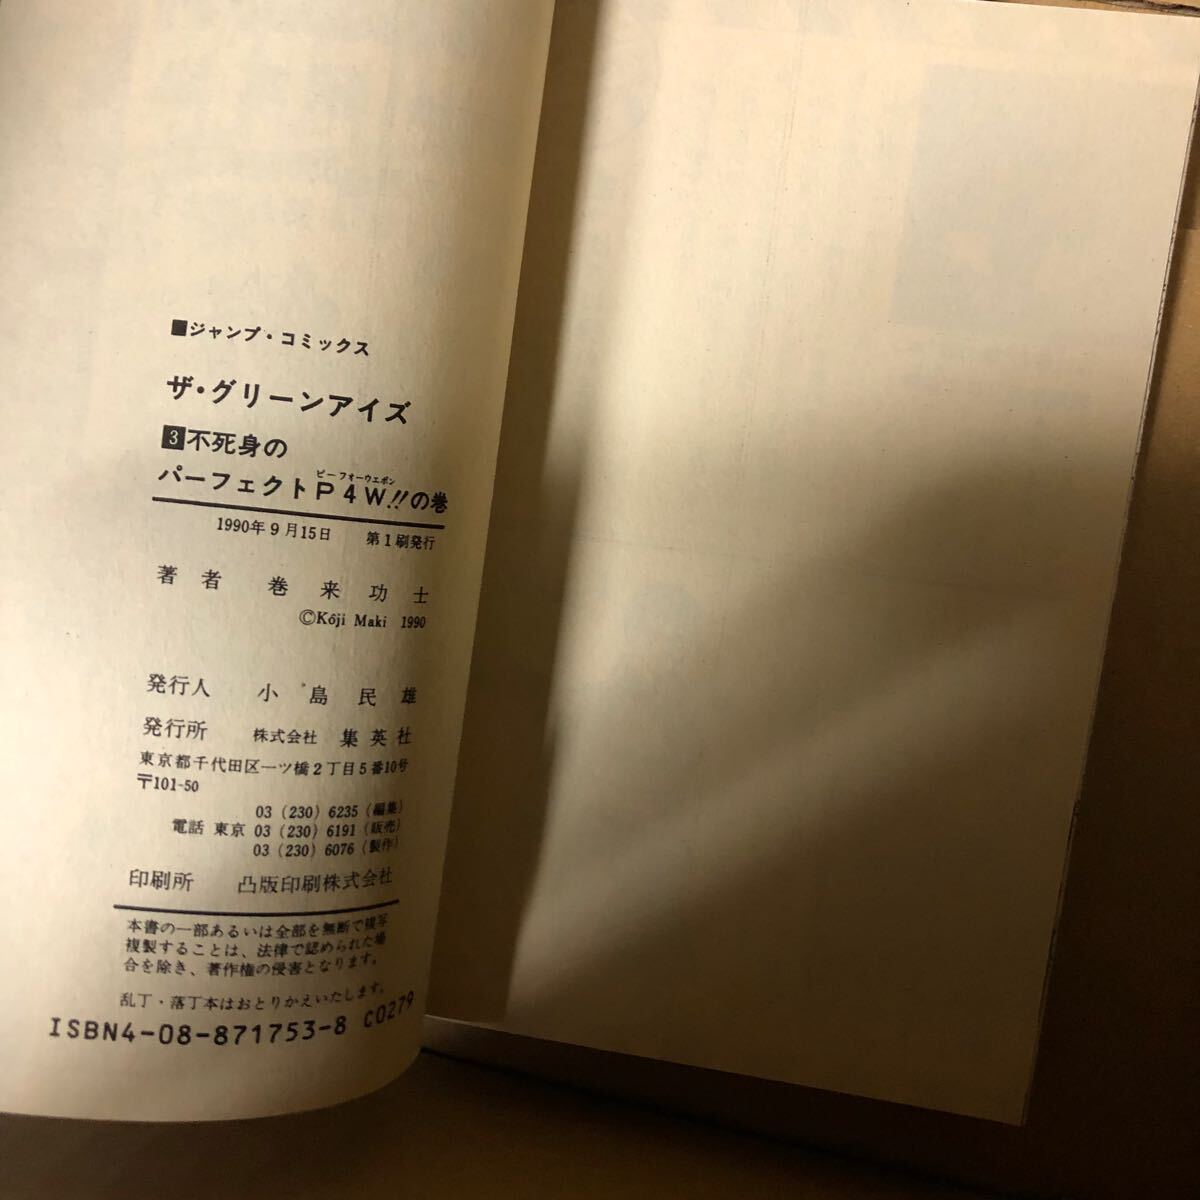 ■ジャンプ・コミックス
ザ・グリーンアイズ
3不死身の
ピーフォーウエポン
パーフェクトP4W!!の巻
1990年9月15日 第1刷発行
著者 巻来功士
©Kôji Maki 1990
発行人 小島民雄
発行所 株式会社 集英社
東京都千代田区一ツ橋2丁目5番10号
〒101-50
03 (230) 6235 (編集)
電話 東京 03 (230) 6191 (販売)
03 (230) 6076 (製作)
印刷所 凸版印刷株式会社
本書の一部あるいは全部を無断で複写
複製することは、法律で認められた場
合を除き、著作権の侵害となります。
乱丁・落丁本はおとりかえいたします。
ISBN4-08-871753-8 C0279